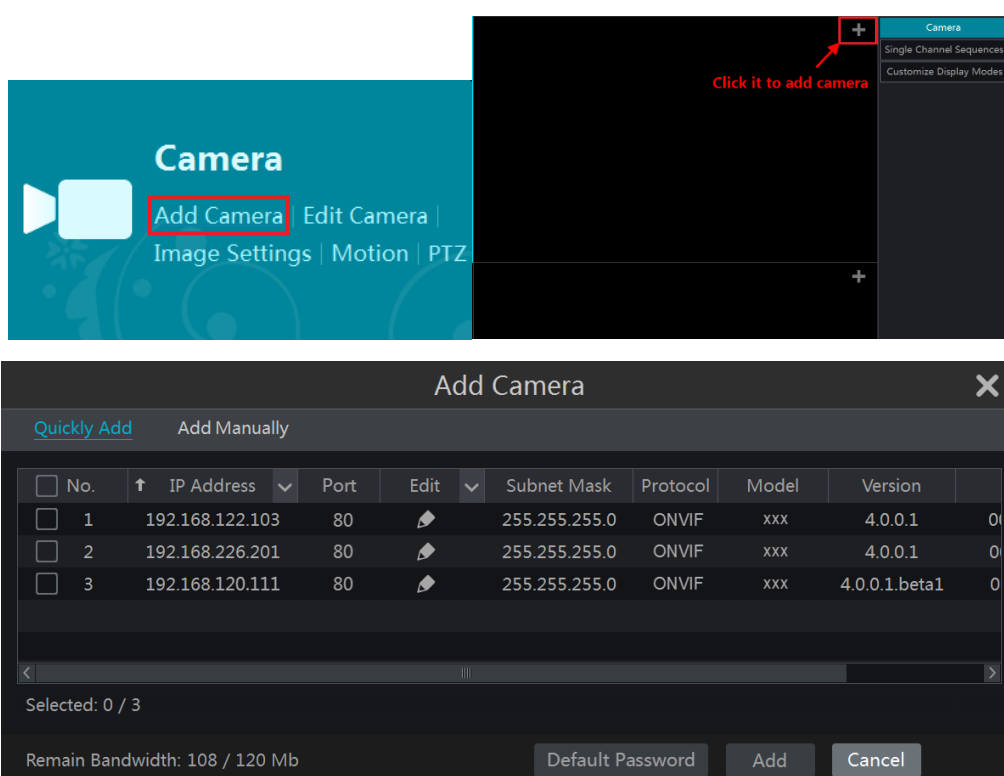 Camera
Single Channel Sequences
Customize Display Modes
Click it to add camera
Camera
Add Camera | Edit Camera |
Image Settings | Motion | PTZ
Add Camera
Quickly Add Add Manually
No. IP Address Port Edit Subnet Mask Protocol Model Version
1 192.168.122.103 80 255.255.255.0 ONVIF xxx 4.0.0.1
2 192.168.226.201 80 255.255.255.0 ONVIF xxx 4.0.0.1
3 192.168.120.111 80 255.255.255.0 ONVIF xxx 4.0.0.1.beta1 0
Selected: 0 / 3
Remain Bandwidth: 108 / 120 Mb Default Password Add Cancel